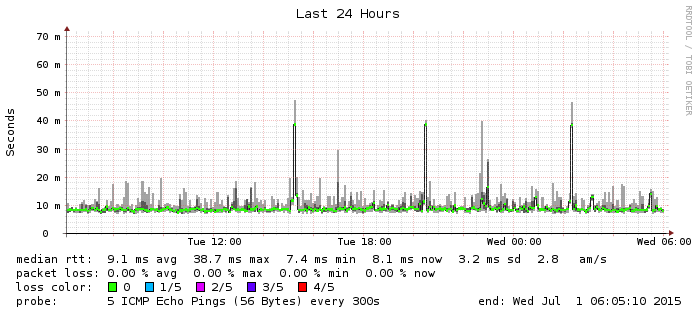 Last 24 Hours
RRDTOOL / TOBI OETIKER
Seconds
70 m
60 m
50 m
40 m
30 m
20 m
10 m
0
Tue 12:00 Tue 18:00 Wed 00:00 Wed 06:00
median rtt: 9.1 ms avg 38.7 ms max 7.4 ms min 8.1 ms now 3.2 ms sd 2.8 am/s
packet loss: 0.00 % avg 0.00 % max 0.00 % min 0.00 % now
loss color: 0 1/5 2/5 3/5 4/5
probe: 5 ICMP Echo Pings (56 Bytes) every 300s end: Wed Jul 1 06:05:10 2015